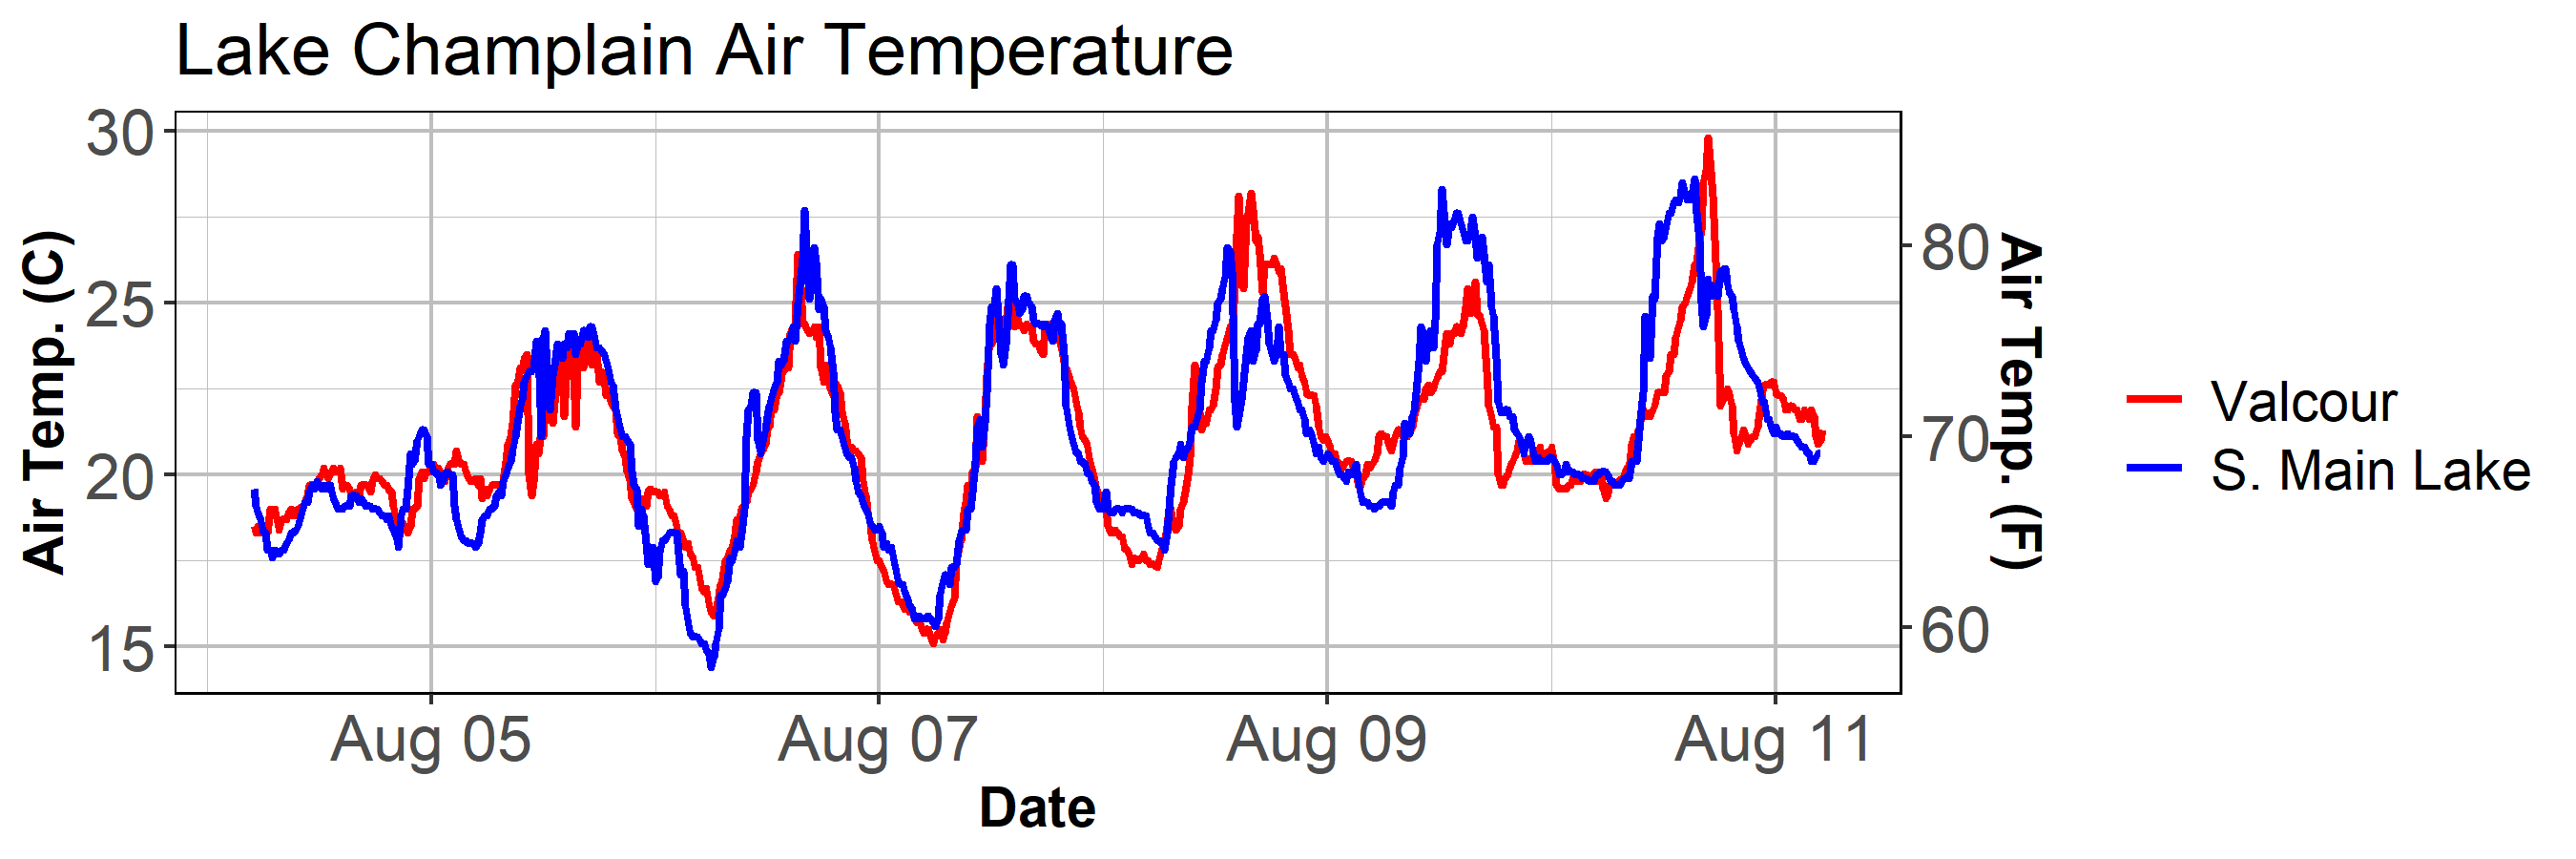 Lake Champlain Air Temperature
30
25
20
15
Air Temp. (C)
80
70
60
Air Temp. (F)
Aug 05
Aug 07
Aug 09
Aug 11
Date
Valcour
S. Main Lake